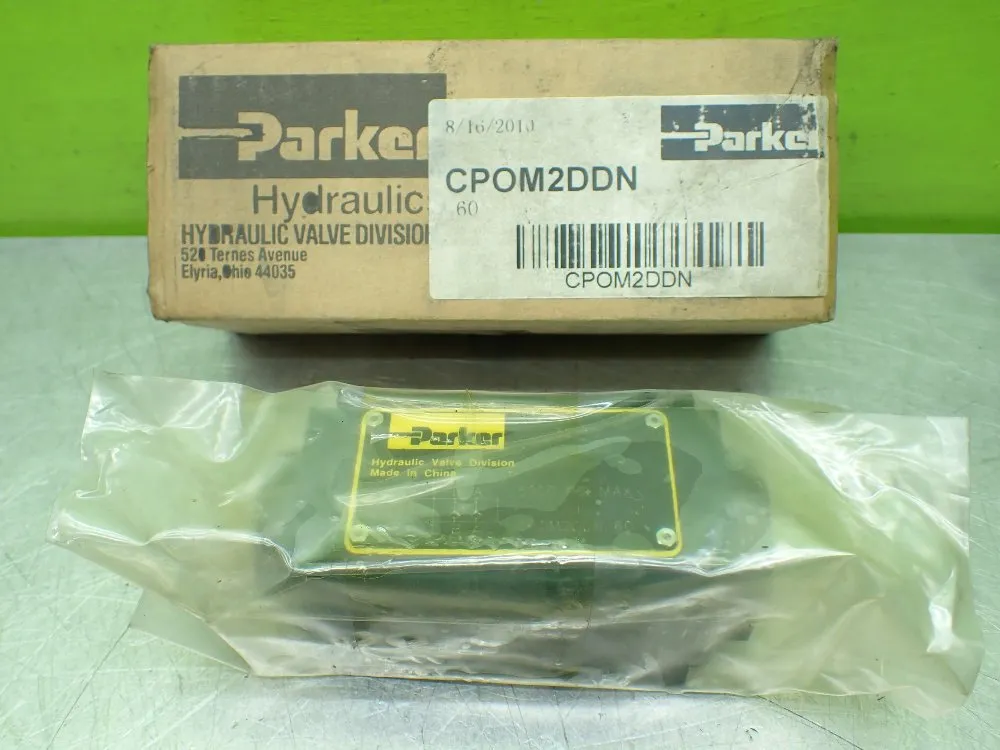 Parker
Hydraulic
HYDRAULIC VALVE DIVISION
520 Ternes Avenue
Elyria, Ohio 44035
8/16/2010
Parker
CPOM2DDN
60
CPOM2DDN
Parker
Hydraulic Valve Division
Made in China